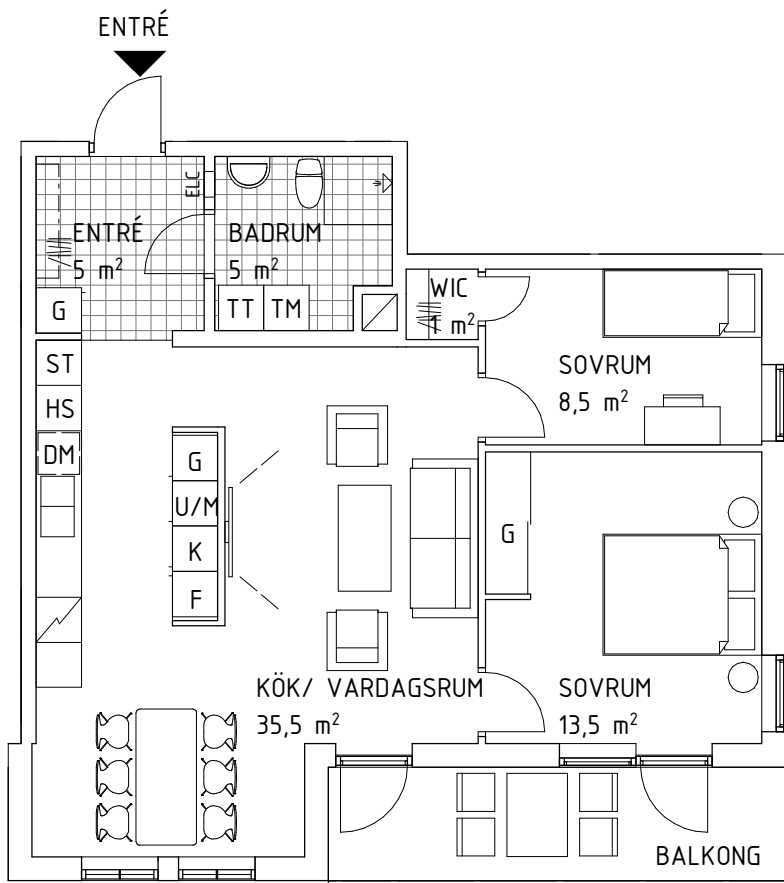 ENTRÉ
ELC
ENTRÉ
5 m²
BADRUM
5 m²
G
TT TM
WIC
1 m²
ST
HS
DM
SOVRUM
8,5 m²
G
U/M
K
F
G
KÖK/ VARDAGSRUM
35,5 m²
SOVRUM
13,5 m²
BALKONG